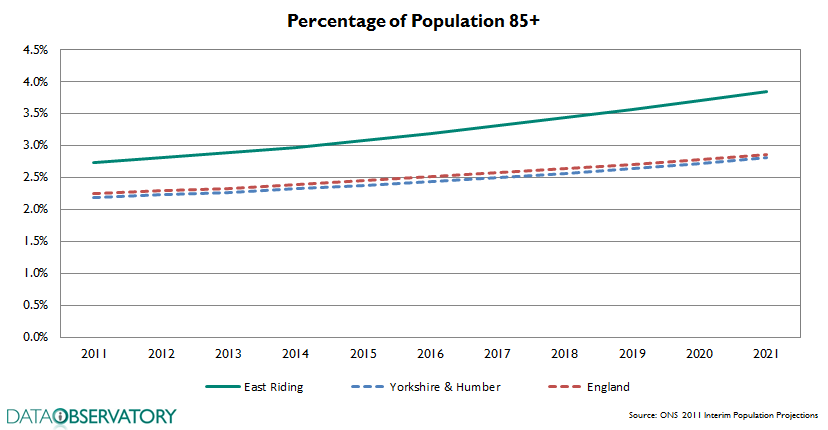 Percentage of Population 85+
4.5%
4.0%
3.5%
3.0%
2.5%
2.0%
1.5%
1.0%
0.5%
0.0%
2011 2012 2013 2014 2015 2016 2017 2018 2019 2020 2021
East Riding Yorkshire & Humber England
DATAOBSERVATORY
Source: ONS 2011 Interim Population Projections